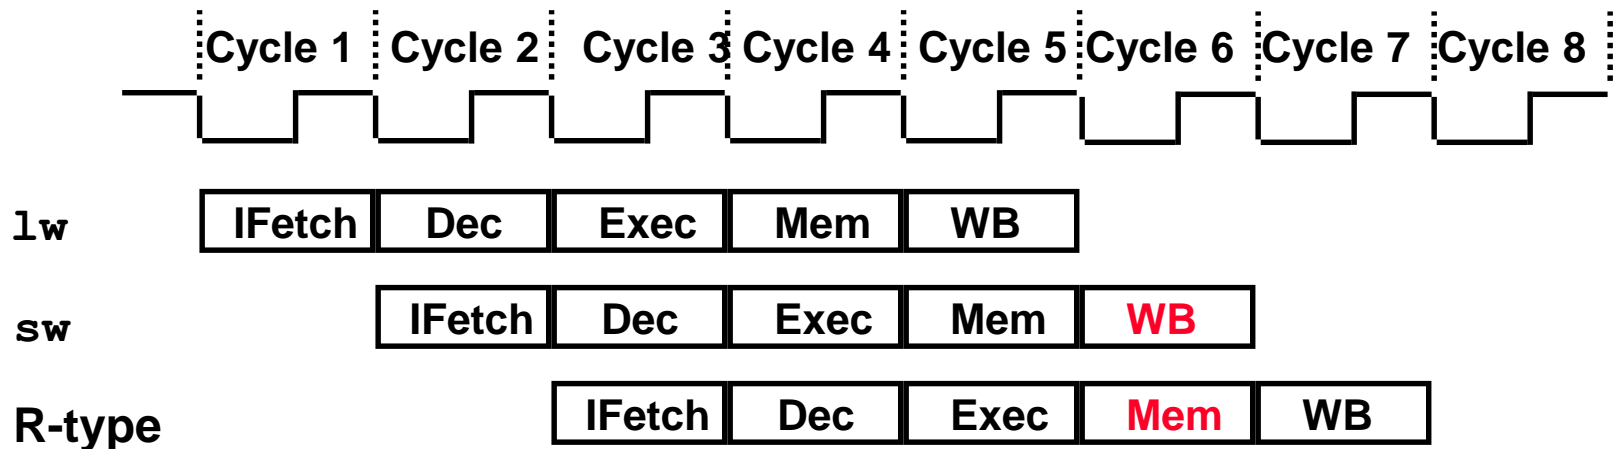 Cycle 1 Cycle 2 Cycle 3 Cycle 4 Cycle 5 Cycle 6 Cycle 7 Cycle 8
lw IFetch Dec Exec Mem WB
sw IFetch Dec Exec Mem WB
R-type IFetch Dec Exec Mem WB